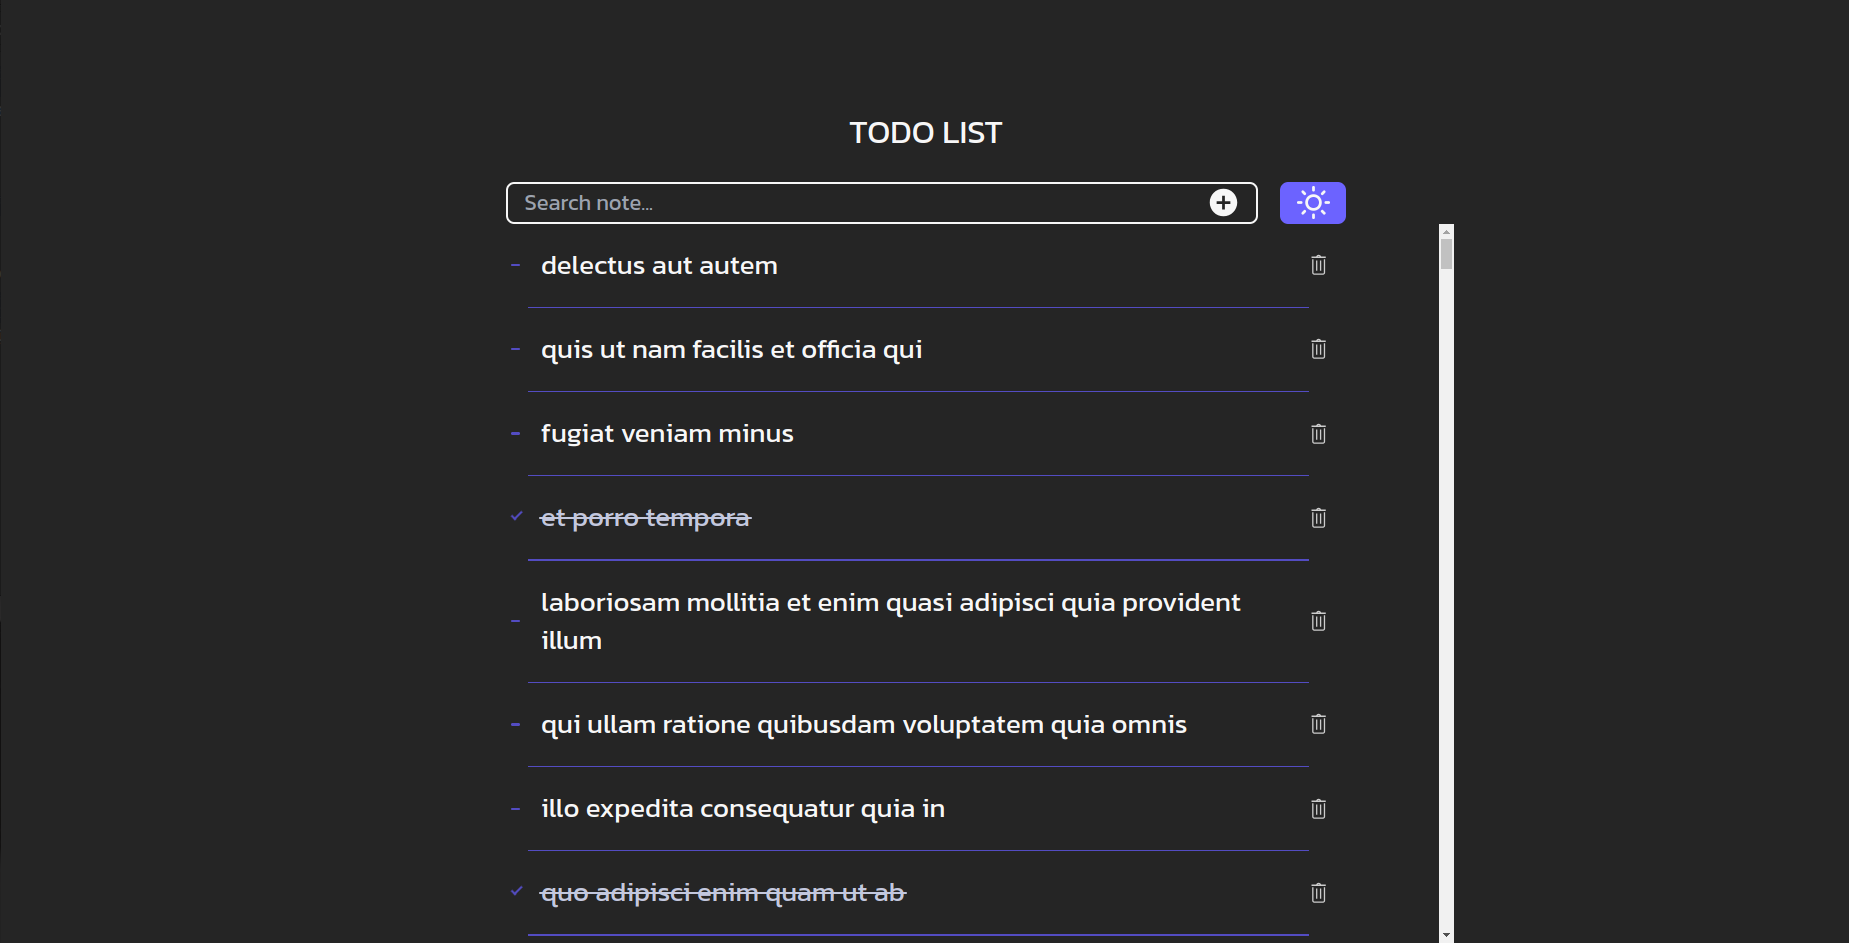 TODO LIST
Search note...
delectus aut autem
quis ut nam facilis et officia qui
fugiat veniam minus
et porro tempora
laboriosam mollitia et enim quasi adipisci quia provident
illum
qui ullam ratione quibusdam voluptatem quia omnis
illo expedita consequatur quia in
quo adipisci enim quam ut ab